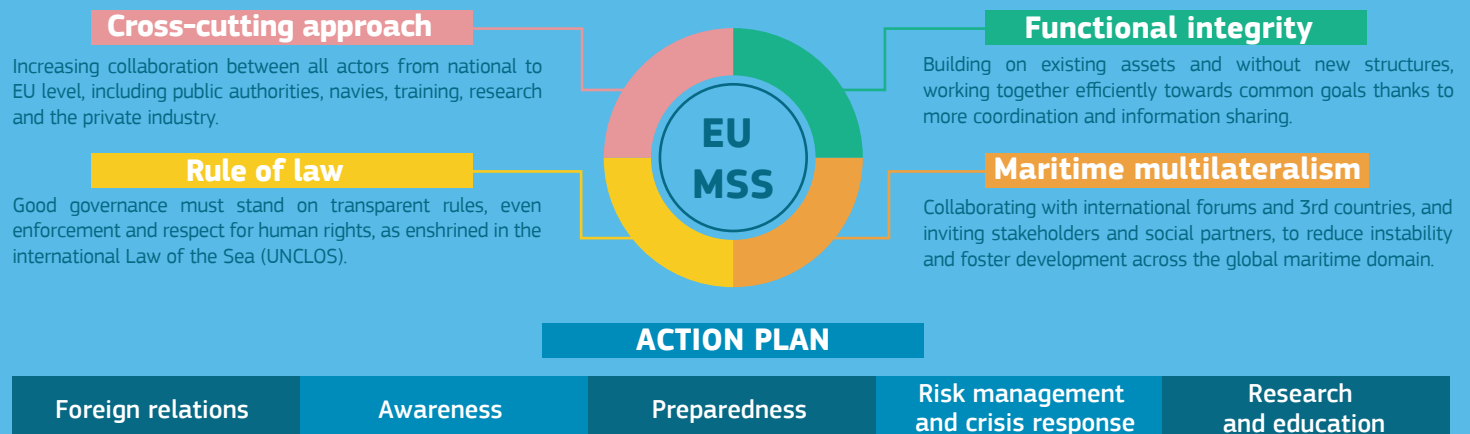 Cross-cutting approach
Increasing collaboration between all actors from national to
EU level, including public authorities, navies, training, research
and the private industry.
Rule of law
Good governance must stand on transparent rules, even
enforcement and respect for human rights, as enshrined in the
international Law of the Sea (UNCLOS).
EU
MSS
Functional integrity
Building on existing assets and without new structures,
working together efficiently towards common goals thanks to
more coordination and information sharing.
Maritime multilateralism
Collaborating with international forums and 3rd countries, and
inviting stakeholders and social partners, to reduce instability
and foster development across the global maritime domain.
ACTION PLAN
Foreign relations
Awareness
Preparedness
Risk management
and crisis response
Research
and education